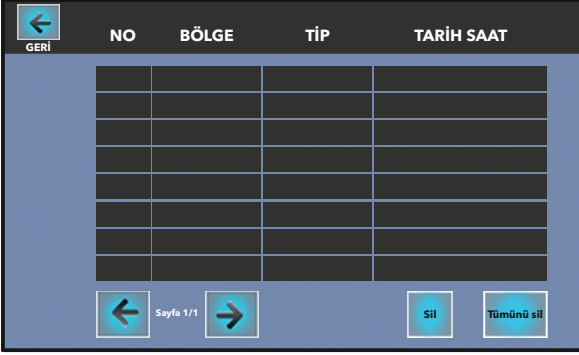 GERİ
NO BÖLGE TİP TARİH SAAT
Sayfa 1/1
Sil
Tümünü sil